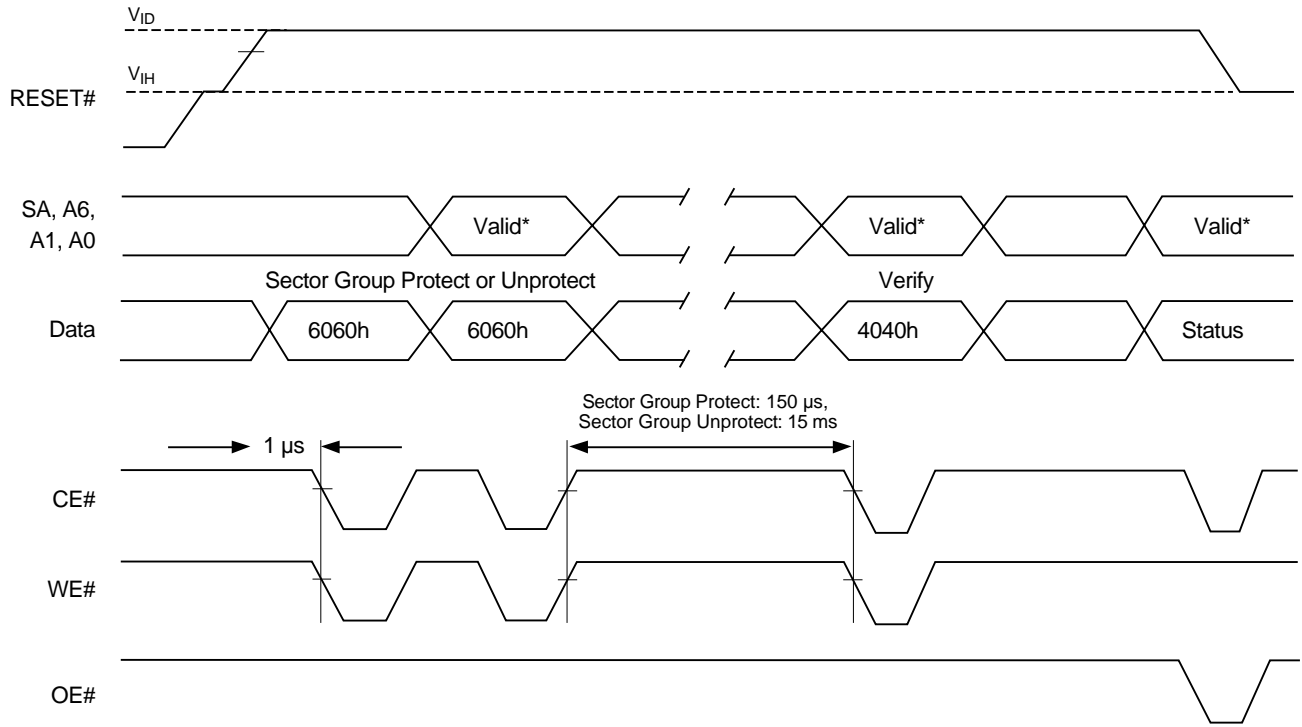 VID
VIH
RESET#
SA, A6,
A1, A0
Valid*
Valid*
Valid*
Sector Group Protect or Unprotect
Verify
Data
6060h
6060h
4040h
Status
Sector Group Protect: 150 µs,
Sector Group Unprotect: 15 ms
1 µs
CE#
WE#
OE#